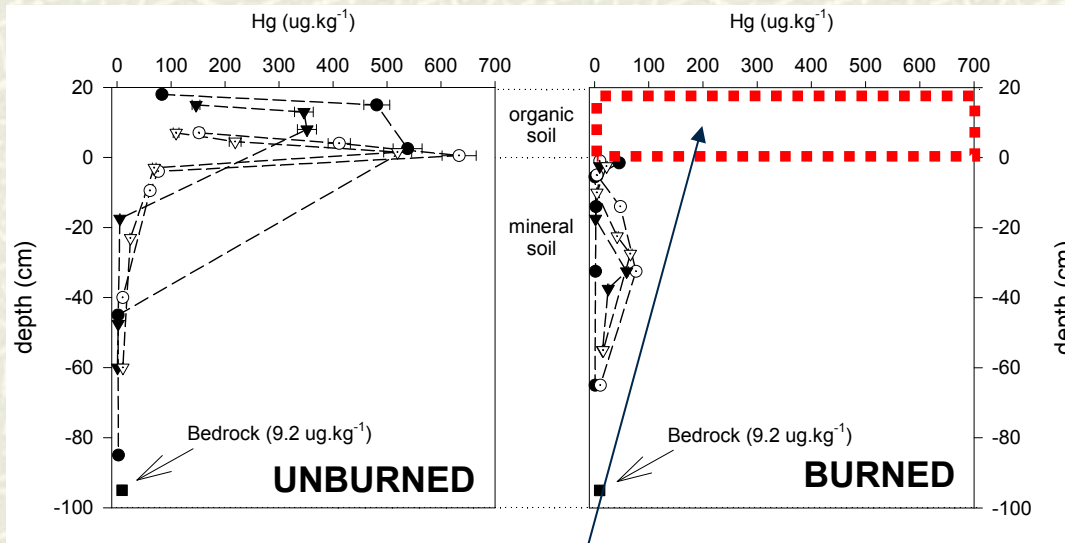 Hg (ug.kg⁻¹)
0 100 200 300 400 500 600 700
20
0
-20
-40
-60
-80
-100
depth (cm)
Bedrock (9.2 ug.kg⁻¹)
UNBURNED
organic
soil
mineral
soil
Hg (ug.kg⁻¹)
0 100 200 300 400 500 600 700
20
0
-20
-40
-60
-80
-100
depth (cm)
Bedrock (9.2 ug.kg⁻¹)
BURNED